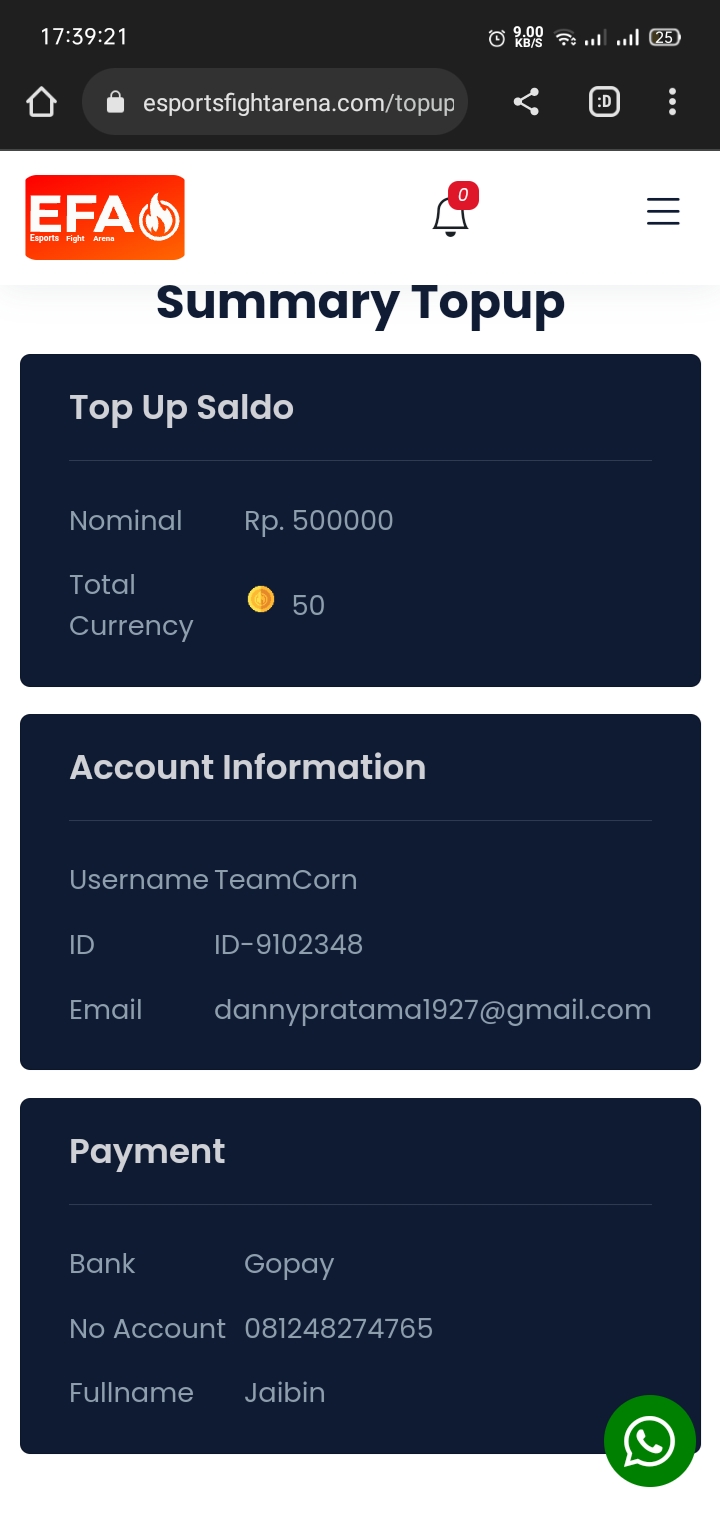 17:39:21
9.00
KB/S
25
esportsfightarena.com/topup
:D
EFA
Esports Fight Arena
0
Summary Topup
Top Up Saldo
Nominal Rp. 500000
Total
Currency 50
Account Information
Username TeamCorn
ID ID-9102348
Email dannypratama1927@gmail.com
Payment
Bank Gopay
No Account 081248274765
Fullname Jaibin